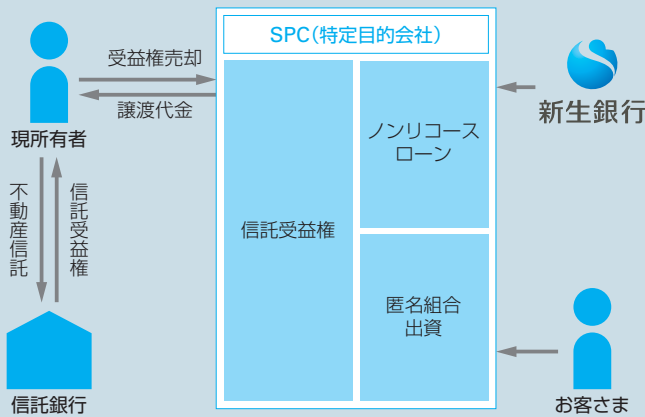 SPC(特定目的会社)
受益権売却
譲渡代金
現所有者
不動産信託
信託受益権
信託銀行
信託受益権
ノンリコース
ローン
匿名組合
出資
新生銀行
お客さま